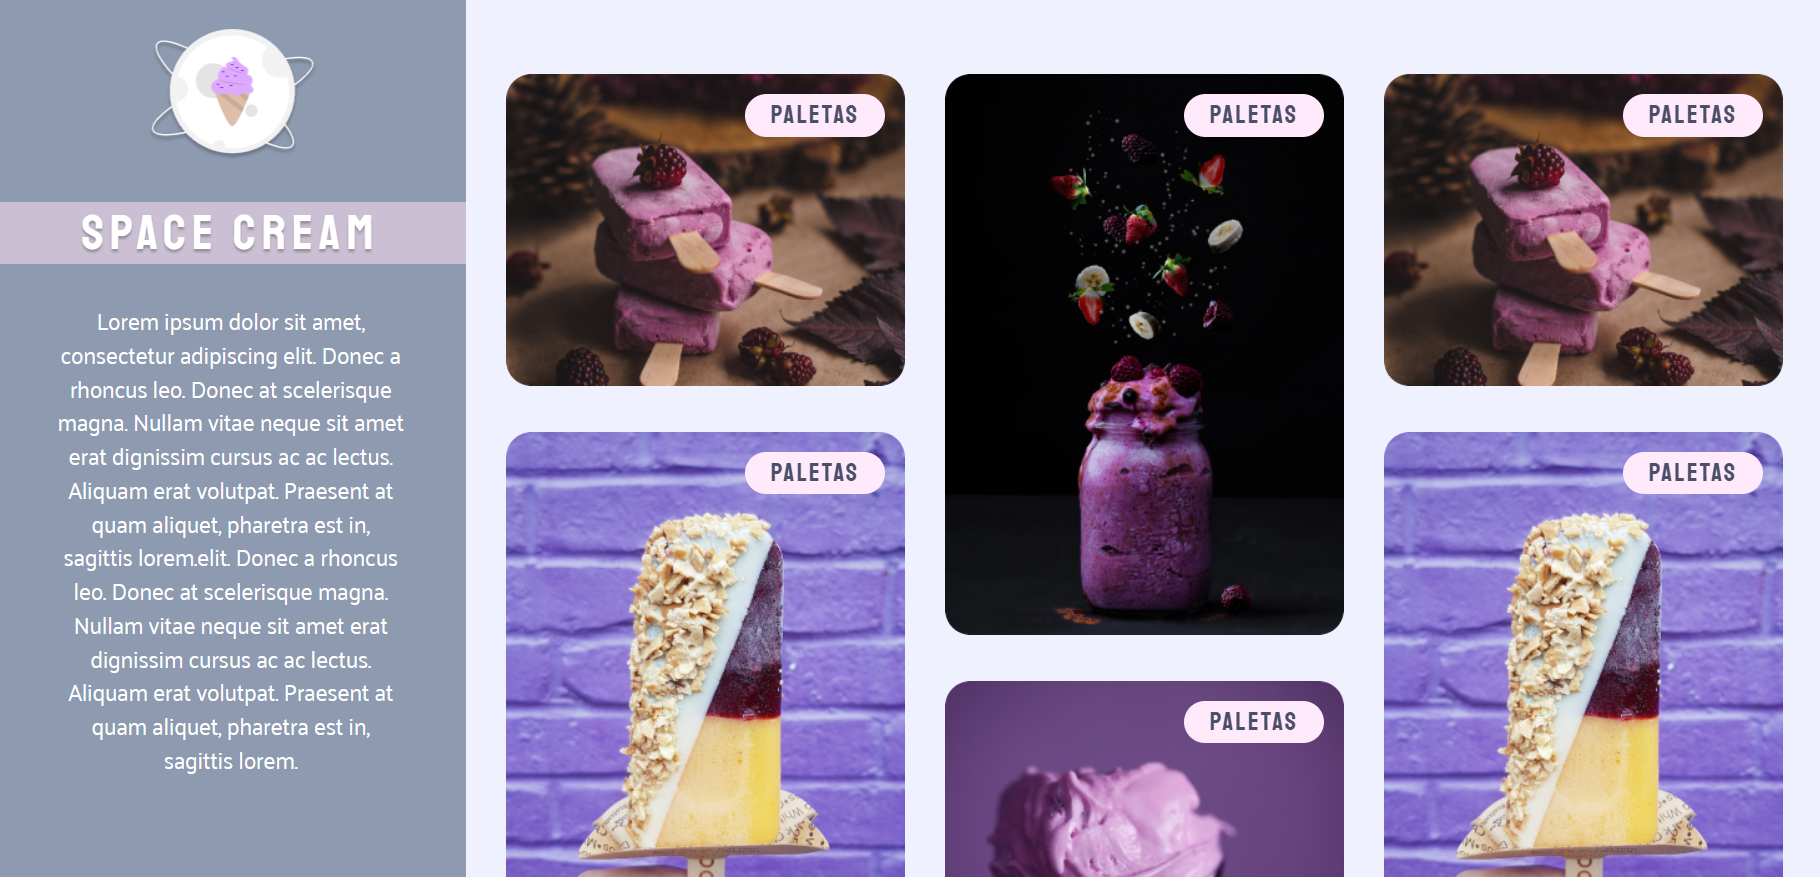 SPACE CREAM
Lorem ipsum dolor sit amet,
consectetur adipiscing elit. Donec a
rhoncus leo. Donec at scelerisque
magna. Nullam vitae neque sit amet
erat dignissim cursus ac ac lectus.
Aliquam erat volutpat. Praesent at
quam aliquet, pharetra est in,
sagittis lorem.elit. Donec a rhoncus
leo. Donec at scelerisque magna.
Nullam vitae neque sit amet erat
dignissim cursus ac ac lectus.
Aliquam erat volutpat. Praesent at
quam aliquet, pharetra est in,
sagittis lorem.
PALETAS
PALETAS
PALETAS
PALETAS
PALETAS
PALETAS